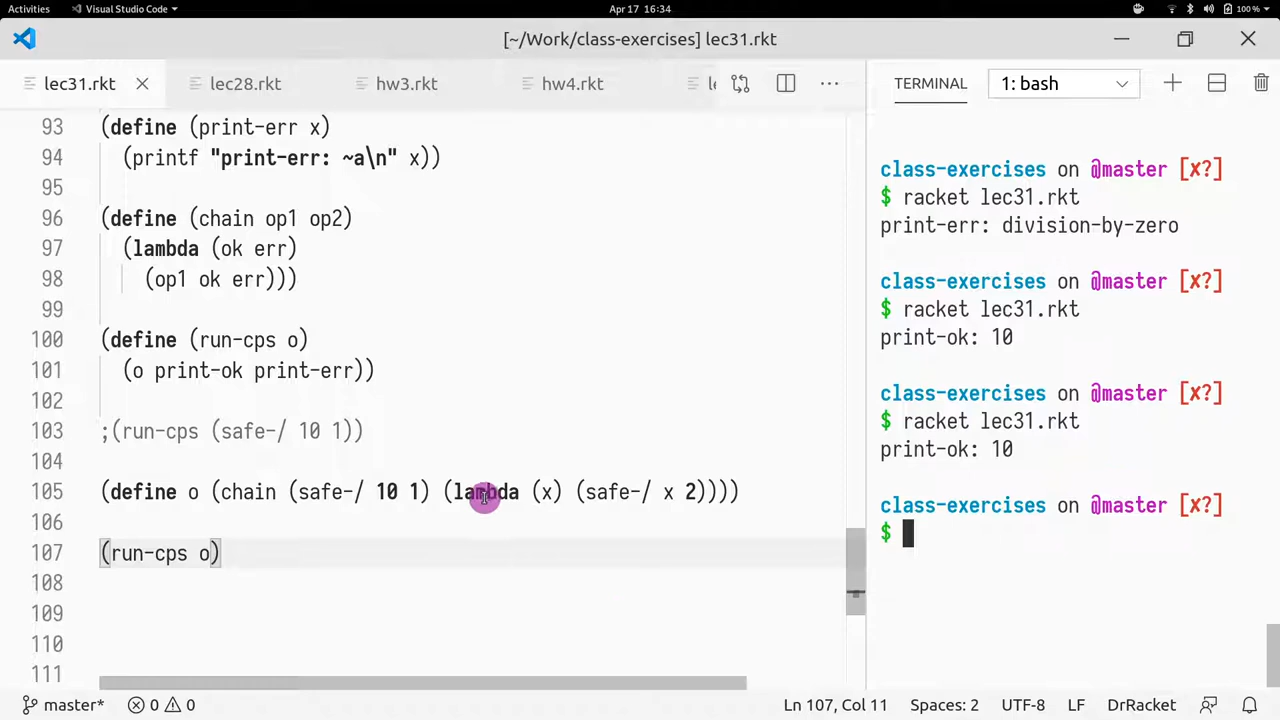 Activities
Visual Studio Code
Apr 17 16:34
100 %
[~/Work/class-exercises] lec31.rkt
lec31.rkt
lec28.rkt
hw3.rkt
hw4.rkt
TERMINAL
1: bash
93 (define (print-err x)
94 (printf "print-err: ~a\n" x))
95
96 (define (chain op1 op2)
97 (lambda (ok err)
98 (op1 ok err)))
99
100 (define (run-cps o)
101 (o print-ok print-err))
102
103 ;(run-cps (safe-/ 10 1))
104
105 (define o (chain (safe-/ 10 1) (lambda (x) (safe-/ x 2))))
106
107 (run-cps o)
108
109
110
111
class-exercises on @master [✗?]
$ racket lec31.rkt
print-err: division-by-zero
class-exercises on @master [✗?]
$ racket lec31.rkt
print-ok: 10
class-exercises on @master [✗?]
$ racket lec31.rkt
print-ok: 10
class-exercises on @master [✗?]
$
master*
0
0
Ln 107, Col 11
Spaces: 2
UTF-8
LF
DrRacket